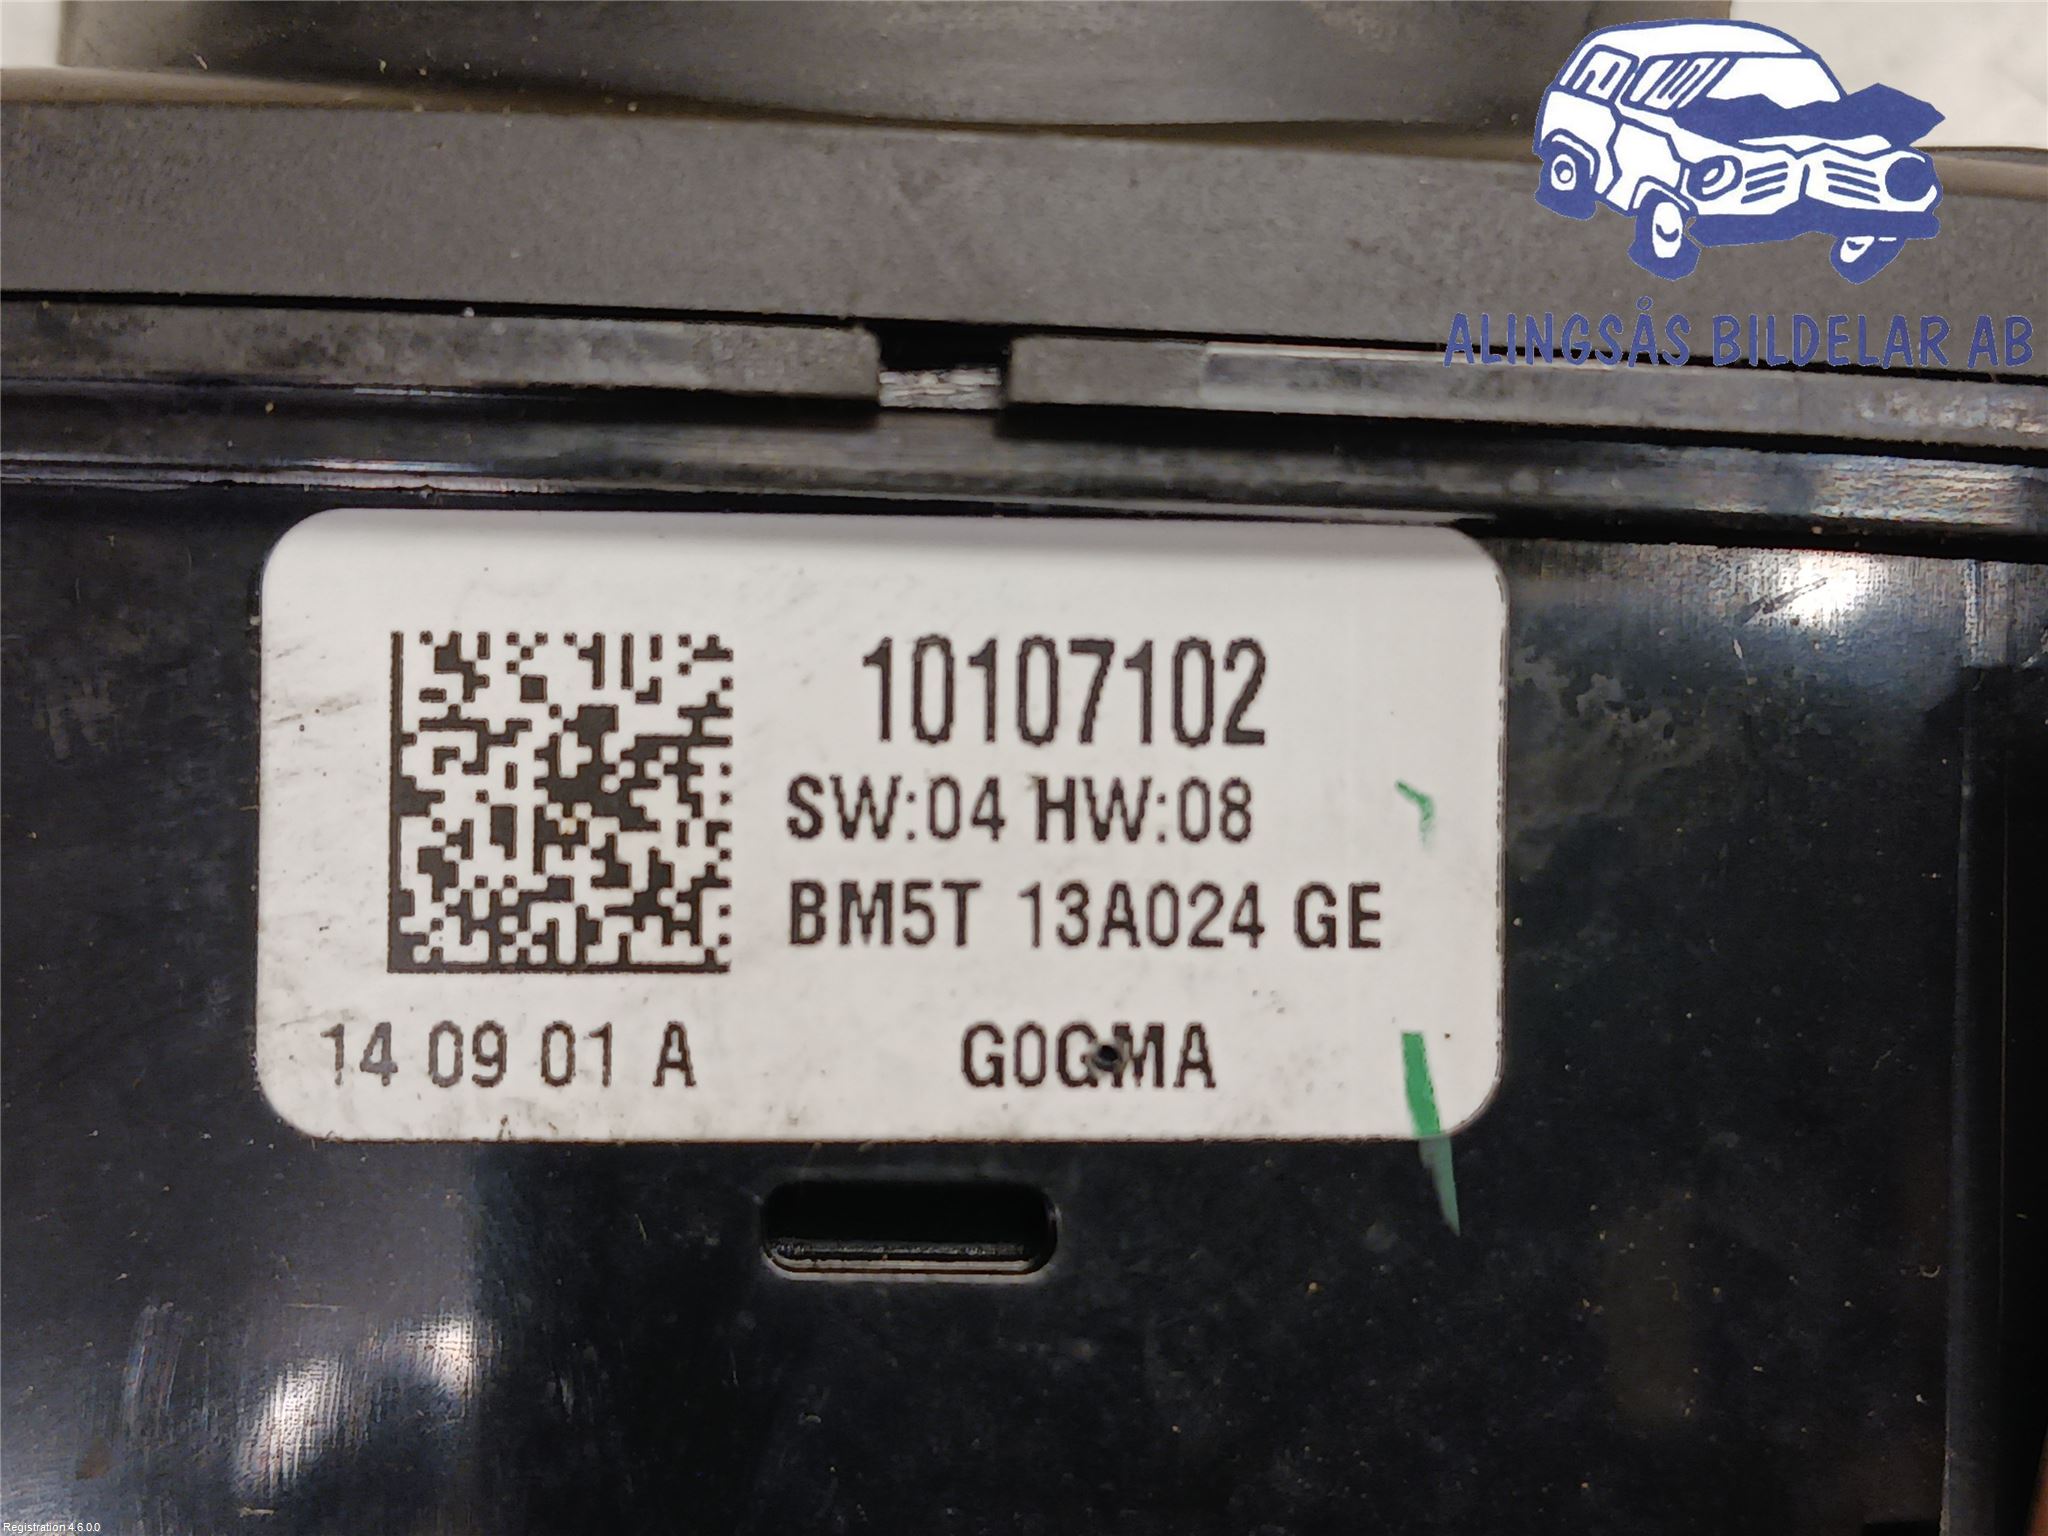 ALINGSÅS BILDELAR AB
10107102
SW:04 HW:08
BM5T 13A024 GE
14 09 01 A G0GMA
Registration 4.6.0.0